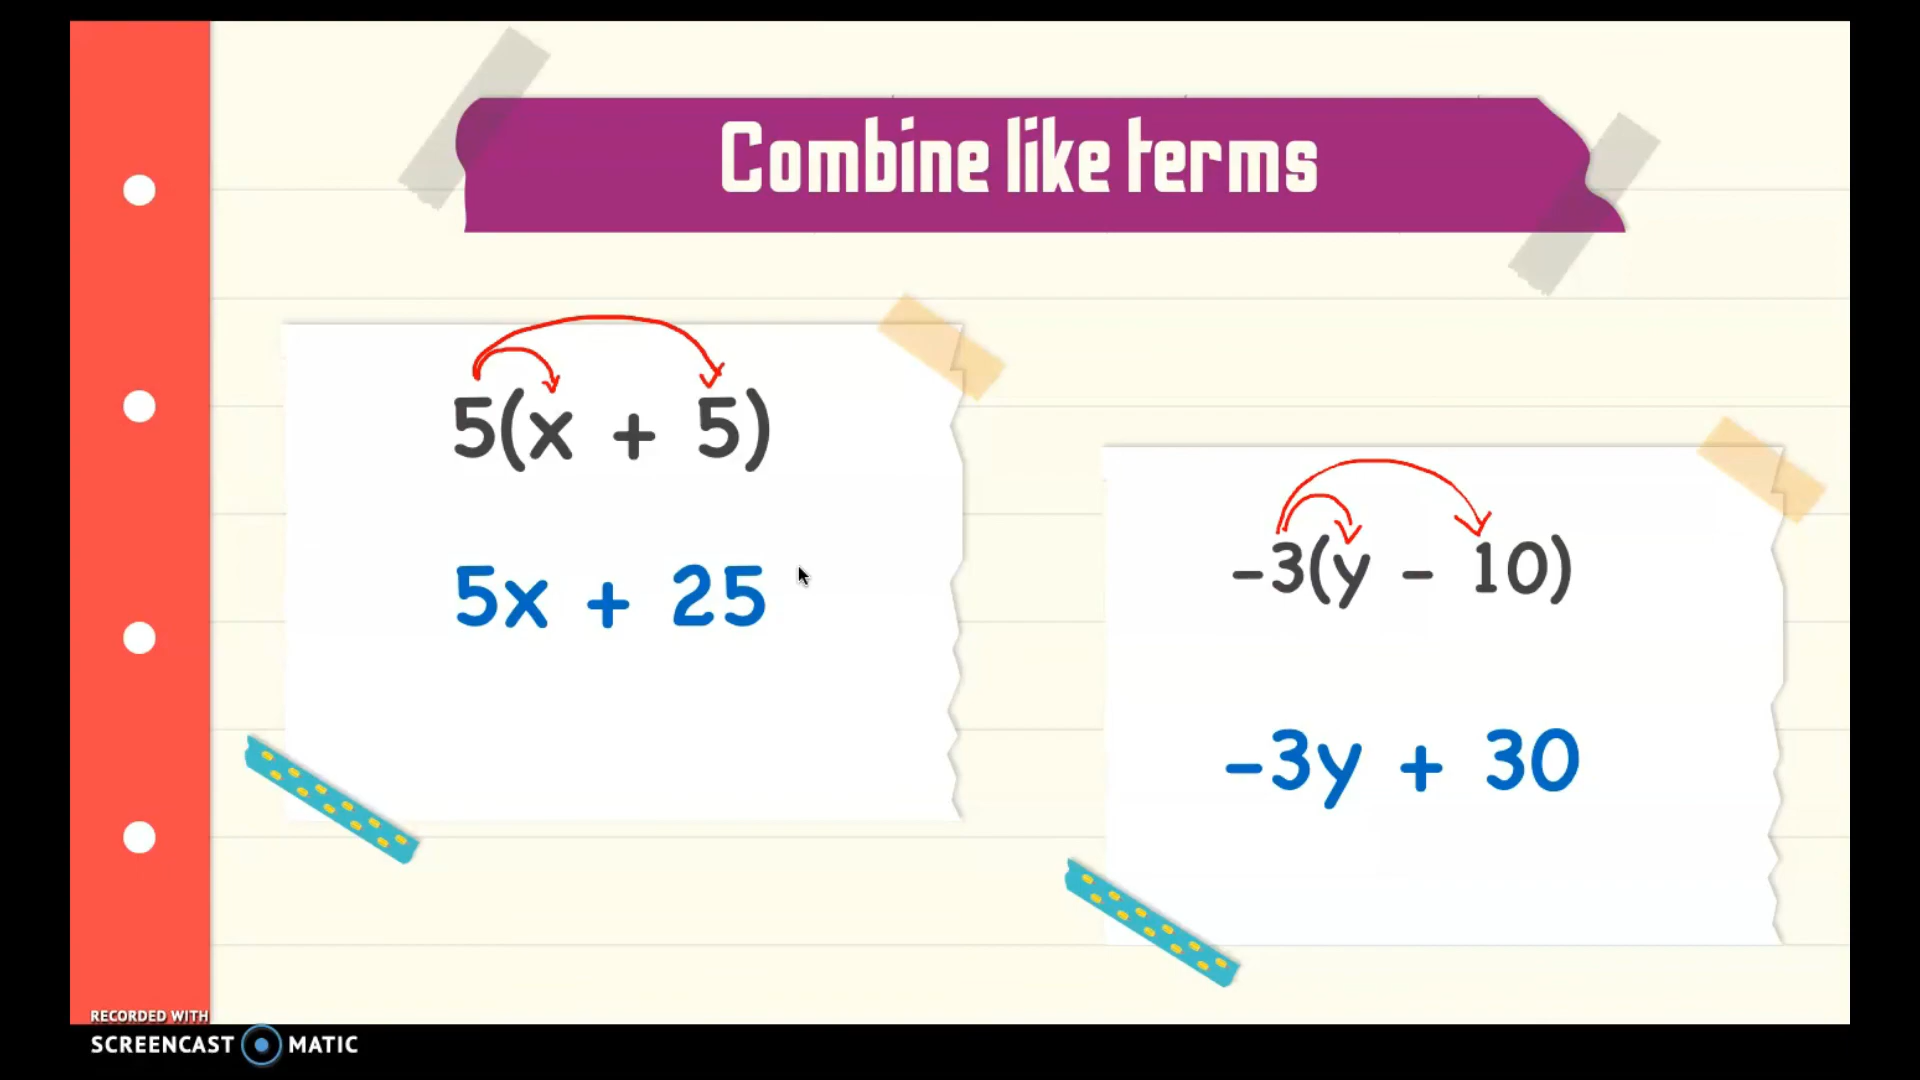 Combine like terms
5(x + 5)
5x + 25
-3(y - 10)
-3y + 30
RECORDED WITH
SCREENCAST MATIC